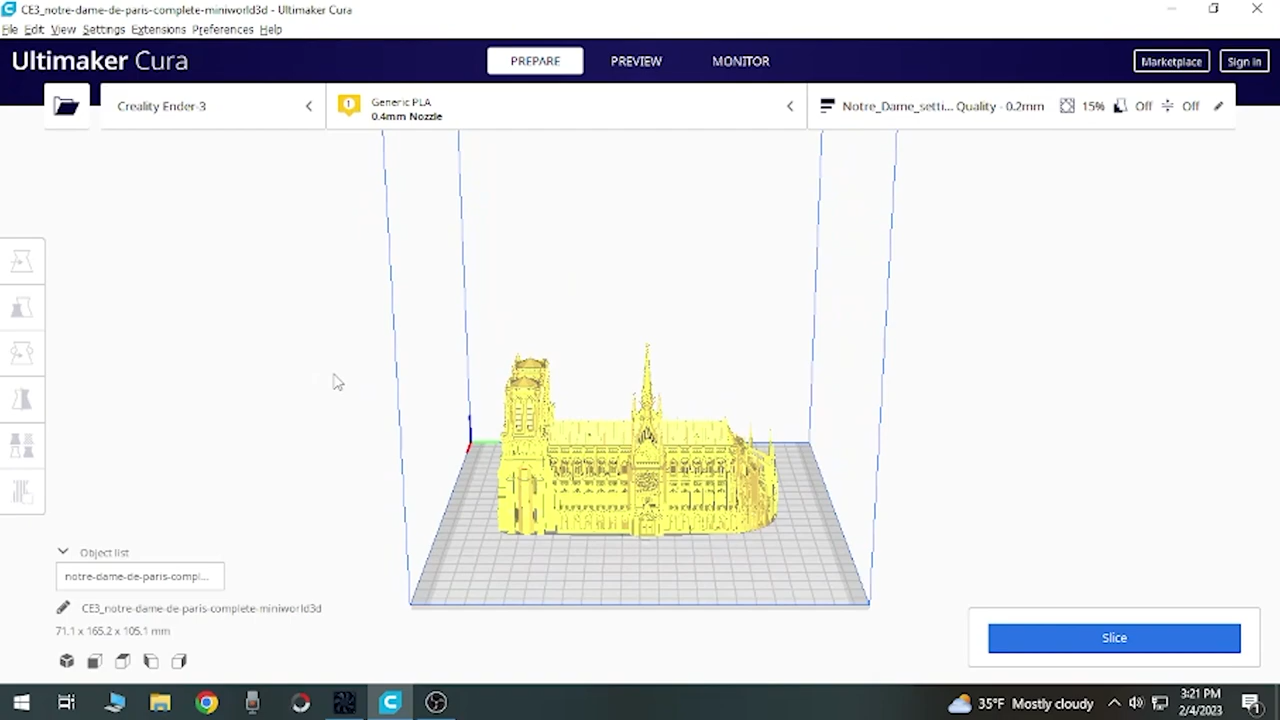 CE3_notre-dame-de-paris-complete-miniworld3d - Ultimaker Cura
File Edit View Settings Extensions Preferences Help
Ultimaker Cura
PREPARE
PREVIEW
MONITOR
Marketplace
Sign in
Creality Ender-3
1
Generic PLA
0.4mm Nozzle
Notre_Dame_setti... Quality - 0.2mm
15%
Off
Off
Object list
notre-dame-de-paris-compl...
CE3_notre-dame-de-paris-complete-miniworld3d
71.1 x 165.2 x 105.1 mm
Slice
35°F Mostly cloudy
3:21 PM
2/4/2023
1